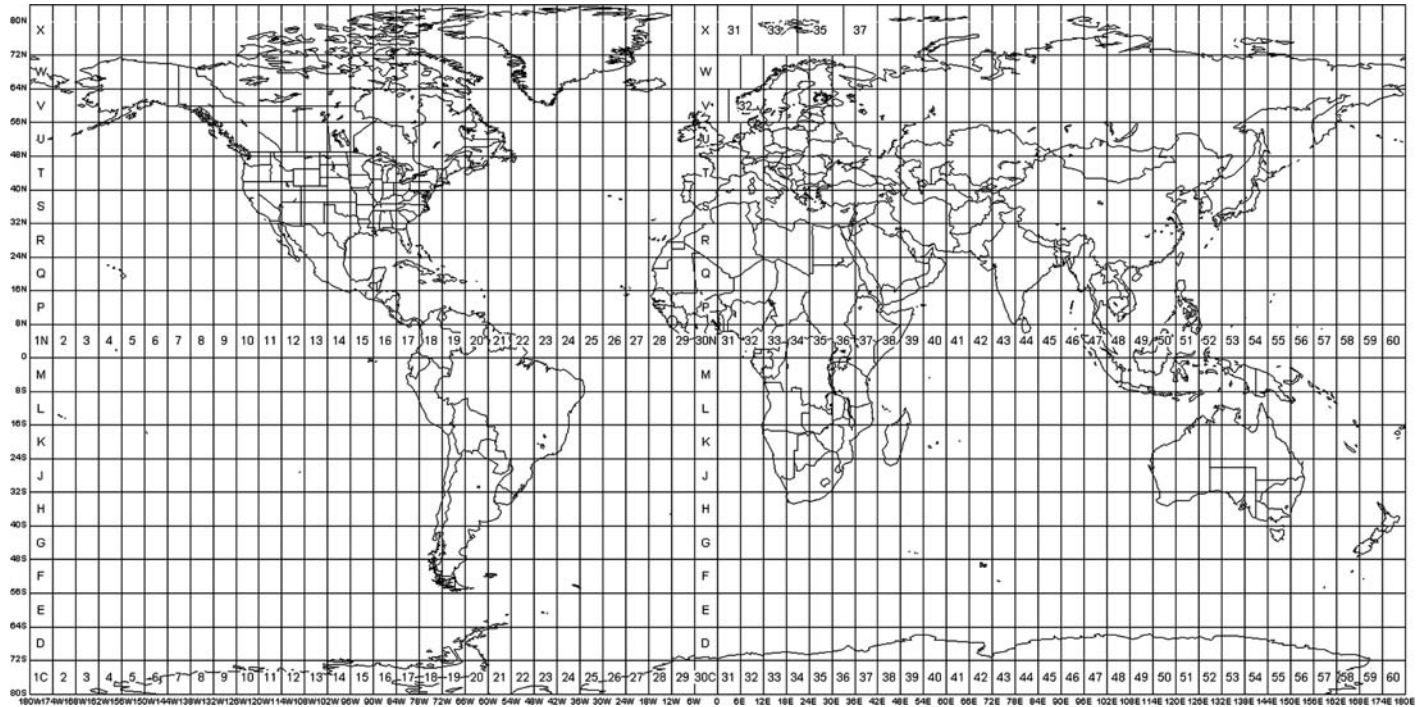 80N
X X 31 33 35 37
72N
W W
64N
V V 32
56N
U U
48N
T T
40N
S S
32N
R R
24N
Q Q
16N
P P
8N
1N 2 3 4 5 6 7 8 9 10 11 12 13 14 15 16 17 18 19 20 21 22 23 24 25 26 27 28 29 30N 31 32 33 34 35 36 37 38 39 40 41 42 43 44 45 46 47 48 49 50 51 52 53 54 55 56 57 58 59 60
0
M M
8S
L L
16S
K K
24S
J J
32S
H H
40S
G G
48S
F F
56S
E E
64S
D D
72S
1C 2 3 4 5 6 7 8 9 10 11 12 13 14 15 16 17 18 19 20 21 22 23 24 25 26 27 28 29 30C 31 32 33 34 35 36 37 38 39 40 41 42 43 44 45 46 47 48 49 50 51 52 53 54 55 56 57 58 59 60
80S
180W 174W 168W 162W 156W 150W 144W 138W 132W 126W 120W 114W 108W 102W 96W 90W 84W 78W 72W 66W 60W 54W 48W 42W 36W 30W 24W 18W 12W 6W 0 6E 12E 18E 24E 30E 36E 42E 48E 54E 60E 66E 72E 78E 84E 90E 96E 102E 108E 114E 120E 126E 132E 138E 144E 150E 156E 162E 168E 174E 180E